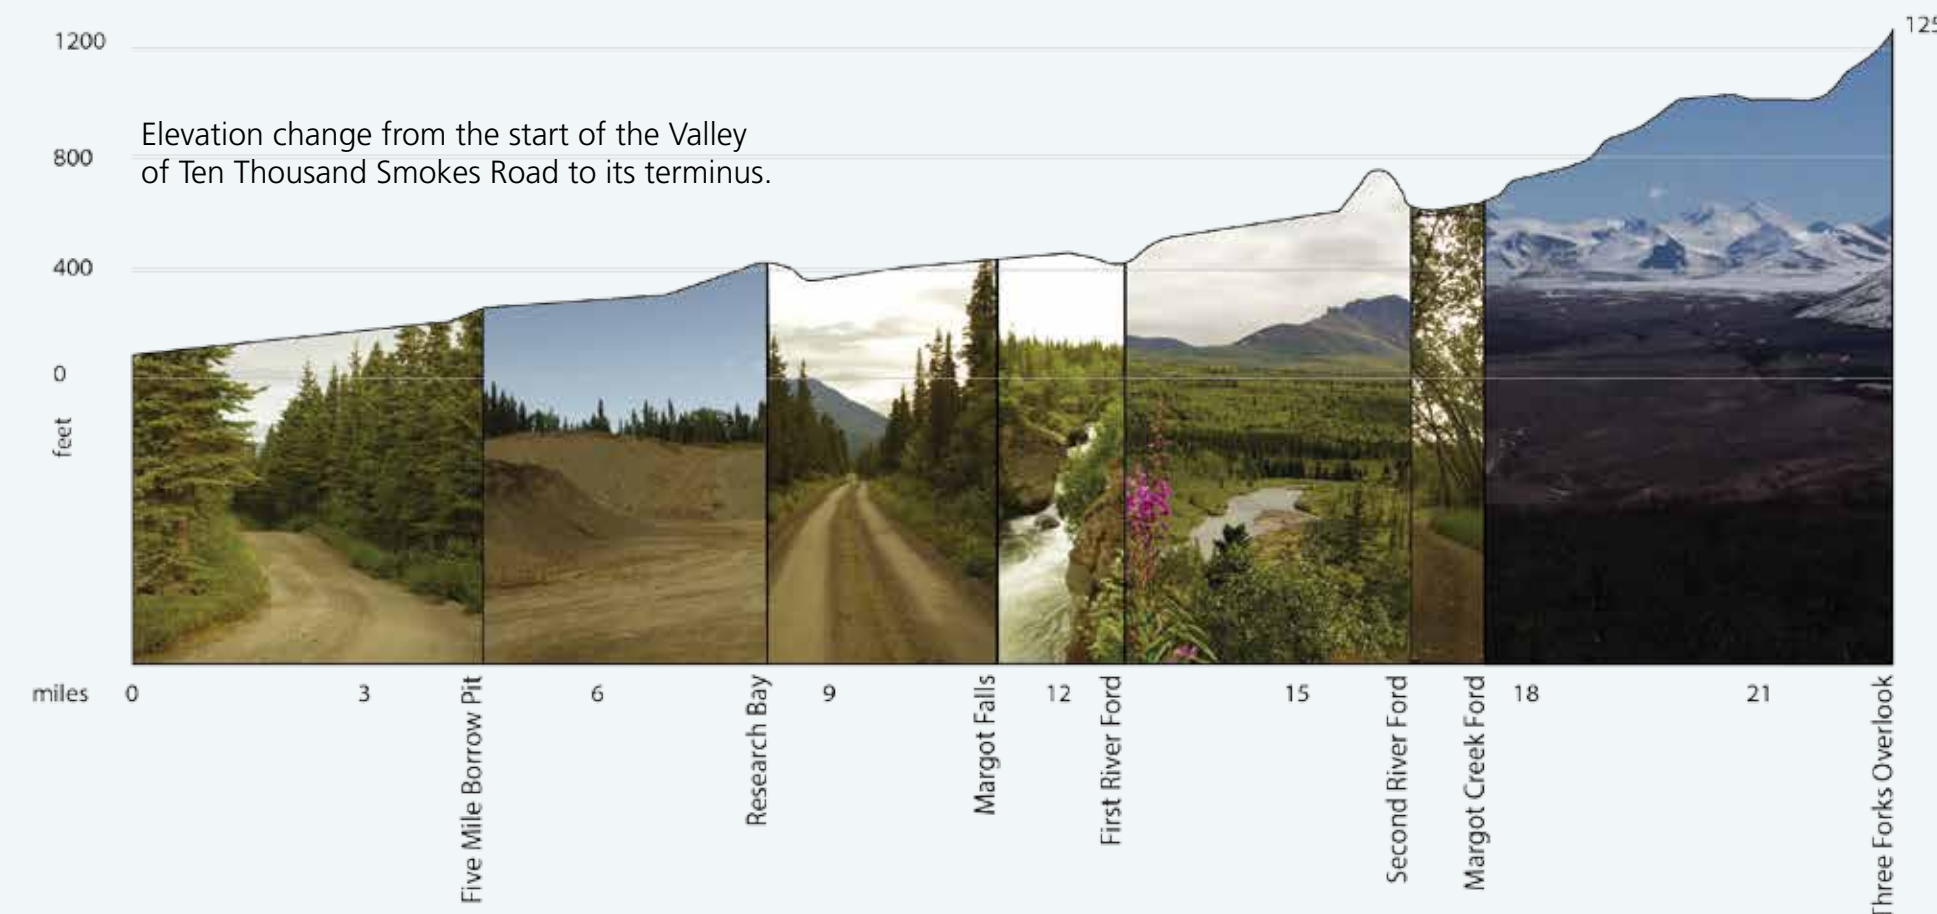 1200
125
Elevation change from the start of the Valley
of Ten Thousand Smokes Road to its terminus.
800
400
0
feet
miles 0 3 6 9 12 15 18 21
Five Mile Borrow Pit
Research Bay
Margot Falls
First River Ford
Second River Ford
Margot Creek Ford
Three Forks Overlook